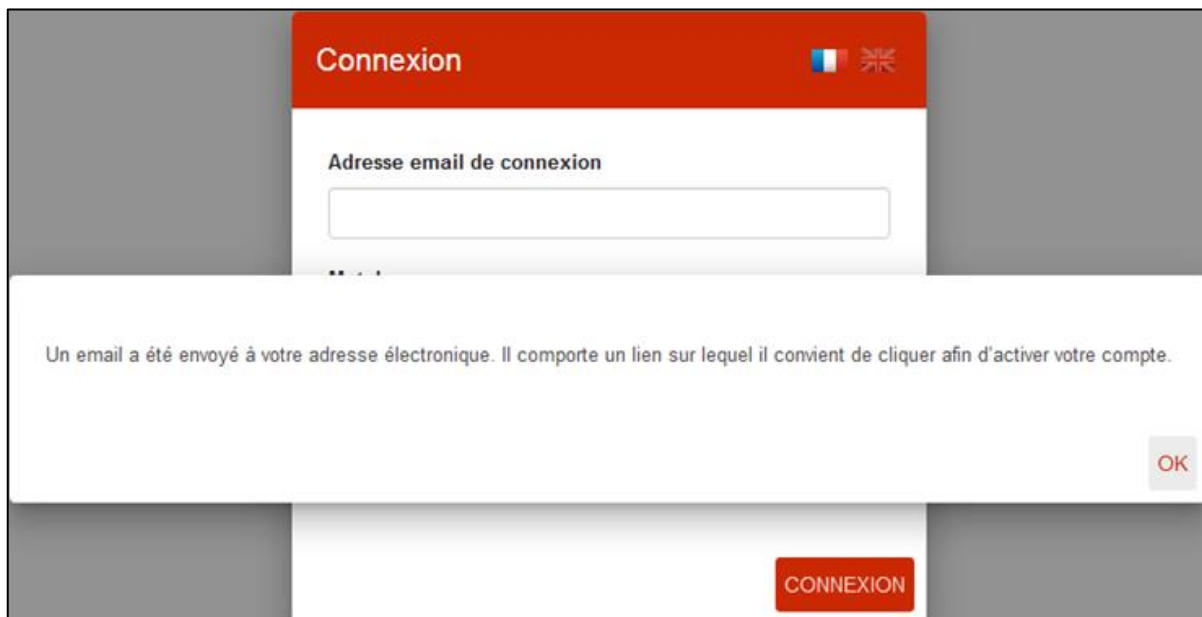 Connexion
Adresse email de connexion
Un email a été envoyé à votre adresse électronique. Il comporte un lien sur lequel il convient de cliquer afin d'activer votre compte.
OK
CONNEXION